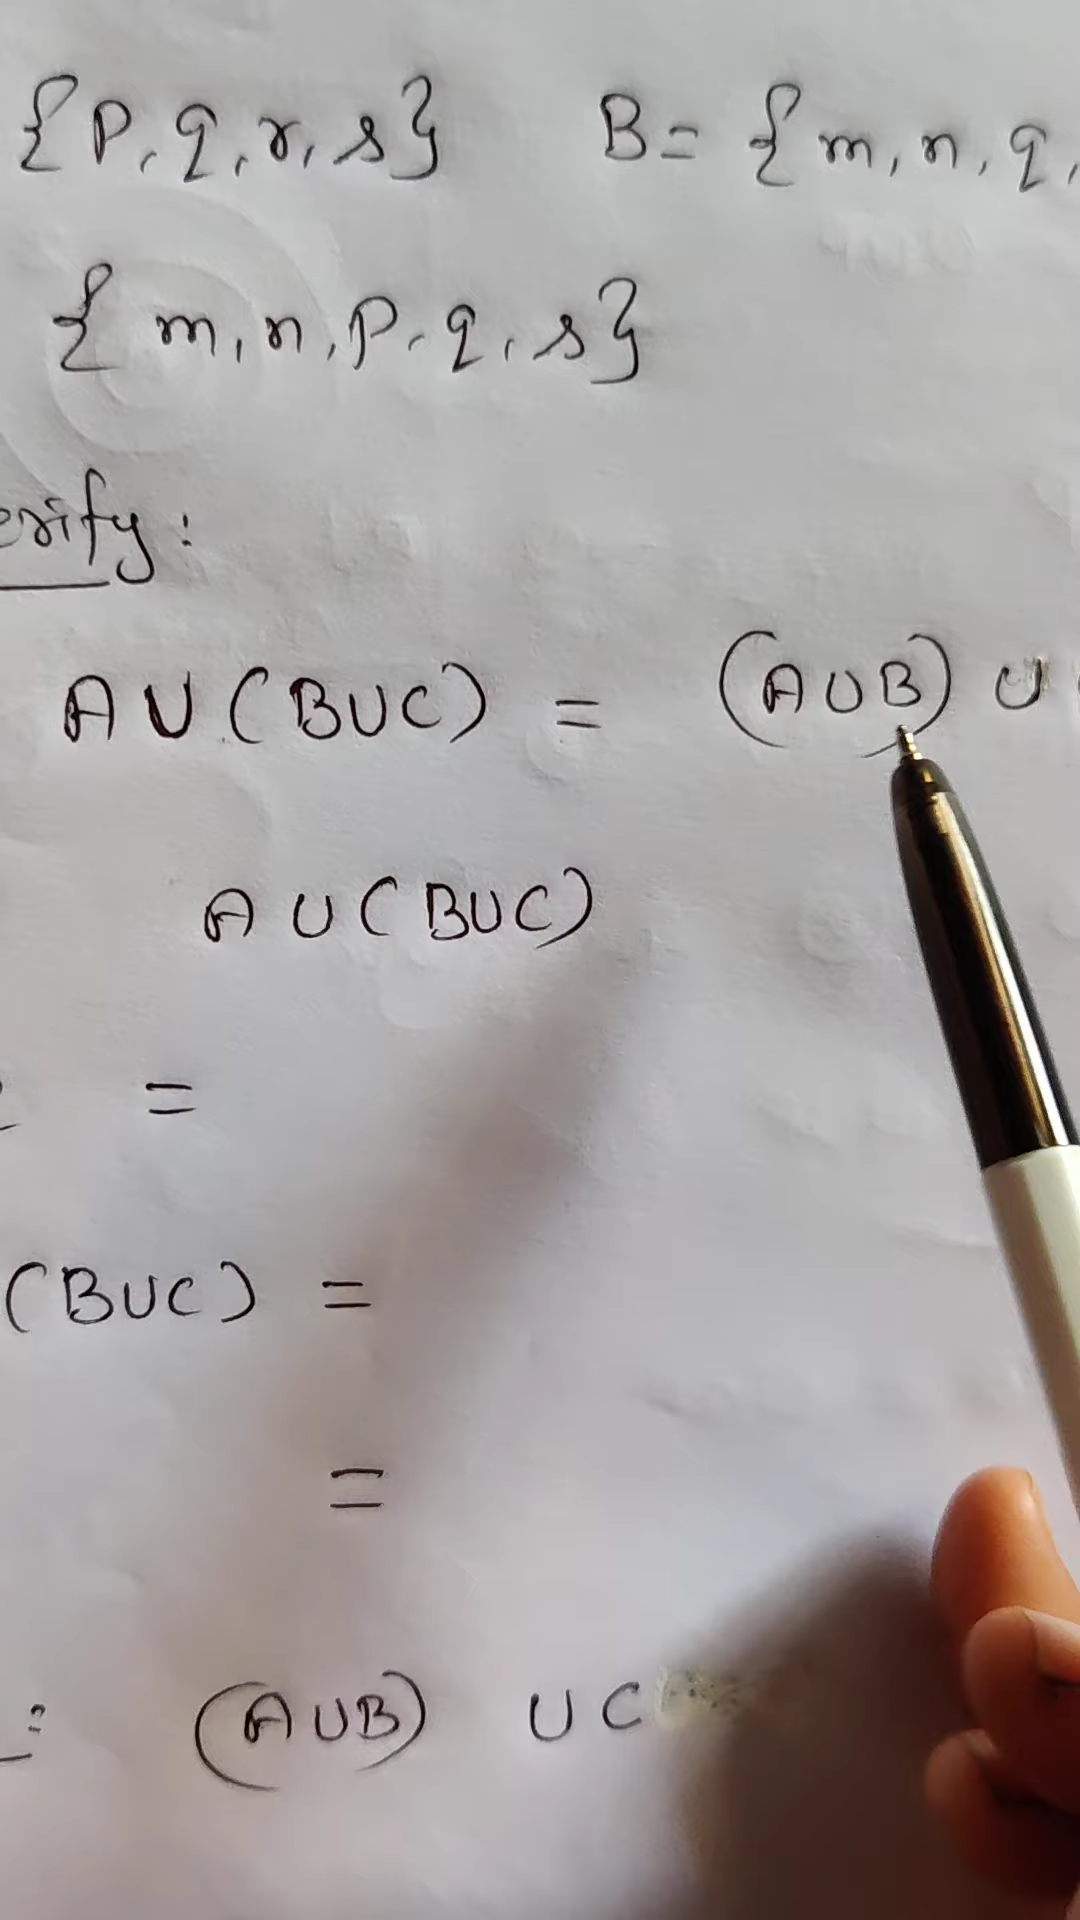 {P, q, r, s} B = {m, n, q,
{m, n, P, q, s}
erify:
A ∪ (B ∪ C) = (A ∪ B) ∪
A ∪ (B ∪ C)
=
(B ∪ C) =
=
: (A ∪ B) ∪ C